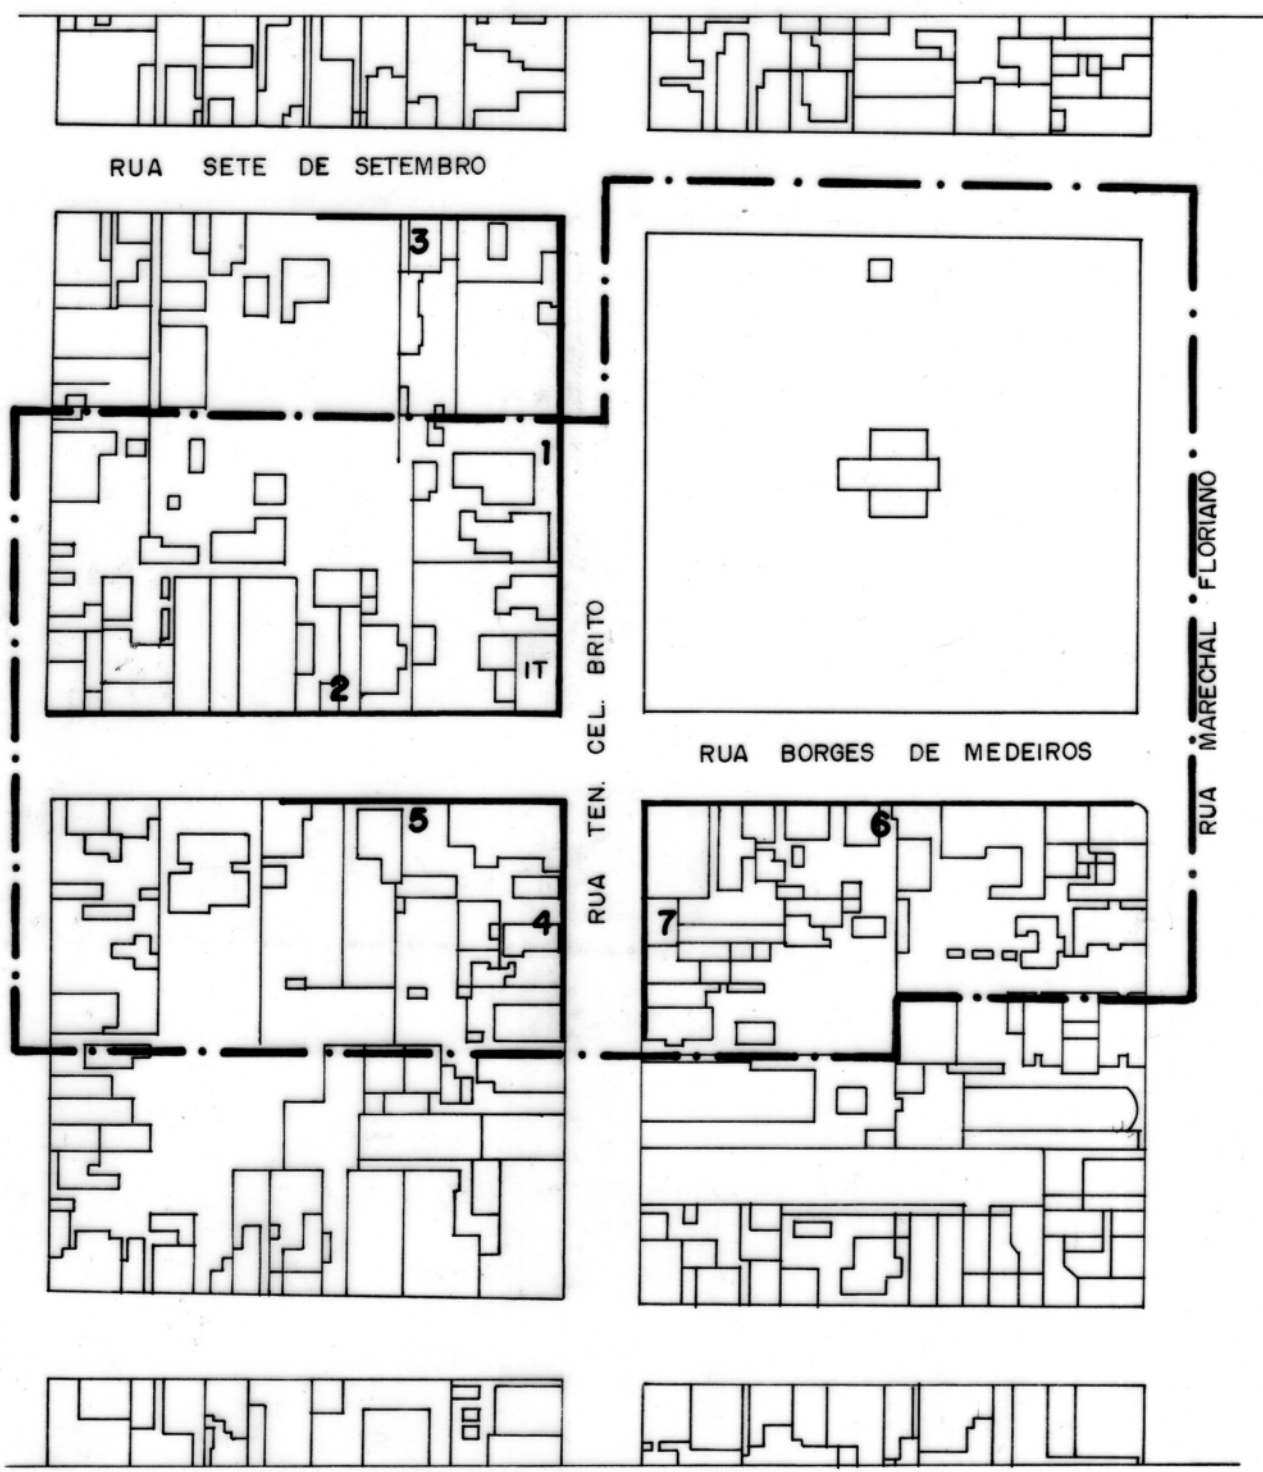 RUA SETE DE SETEMBRO
3
1
IT
2
RUA TEN. CEL. BRITO
RUA MARECHAL FLORIANO
RUA BORGES DE MEDEIROS
5
6
4
7